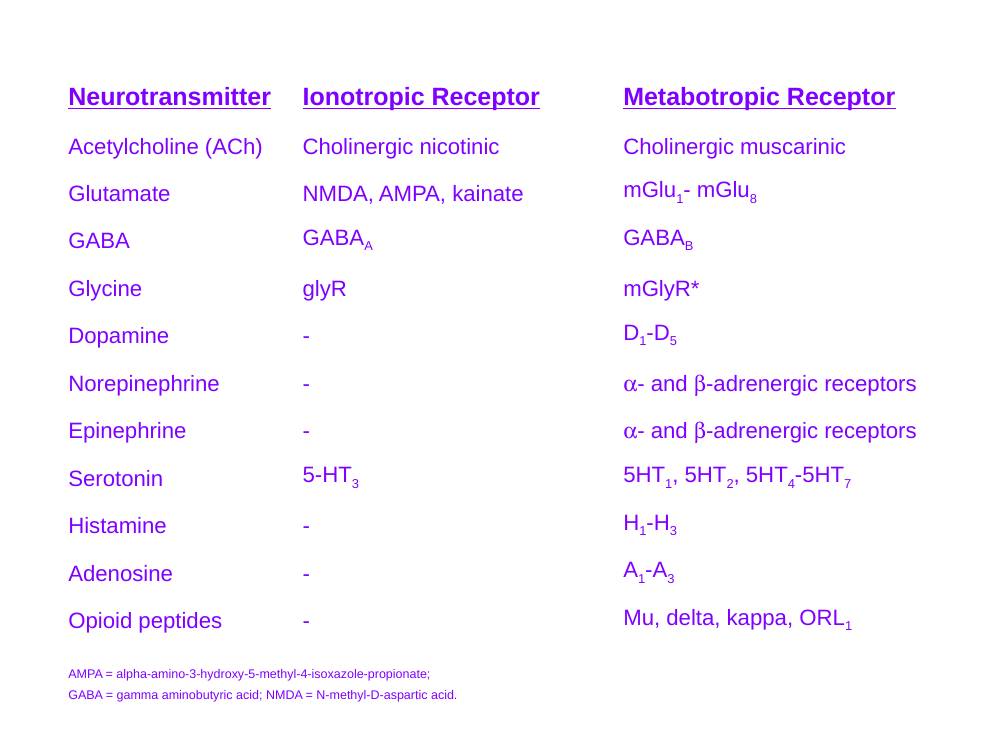 Neurotransmitter Ionotropic Receptor Metabotropic Receptor
Acetylcholine (ACh) Cholinergic nicotinic Cholinergic muscarinic
Glutamate NMDA, AMPA, kainate mGlu₁- mGlu₈
GABA GABA_A GABA_B
Glycine glyR mGlyR*
Dopamine - D₁-D₅
Norepinephrine - α- and β-adrenergic receptors
Epinephrine - α- and β-adrenergic receptors
Serotonin 5-HT₃ 5HT₁, 5HT₂, 5HT₄-5HT₇
Histamine - H₁-H₃
Adenosine - A₁-A₃
Opioid peptides - Mu, delta, kappa, ORL₁
AMPA = alpha-amino-3-hydroxy-5-methyl-4-isoxazole-propionate;
GABA = gamma aminobutyric acid; NMDA = N-methyl-D-aspartic acid.